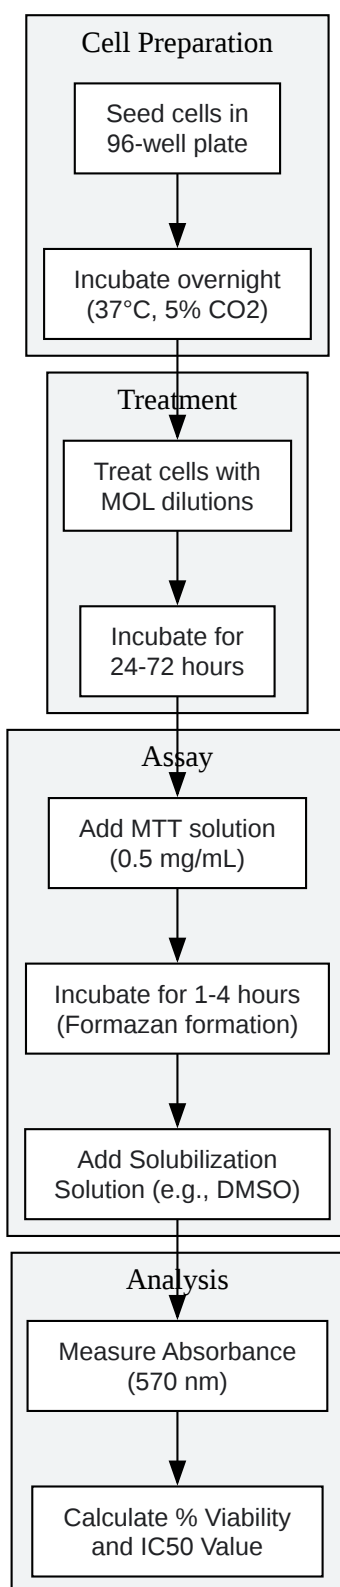 Cell Preparation
Seed cells in
96-well plate
Incubate overnight
(37°C, 5% CO2)
Treatment
Treat cells with
MOL dilutions
Incubate for
24-72 hours
Assay
Add MTT solution
(0.5 mg/mL)
Incubate for 1-4 hours
(Formazan formation)
Add Solubilization
Solution (e.g., DMSO)
Analysis
Measure Absorbance
(570 nm)
Calculate % Viability
and IC50 Value